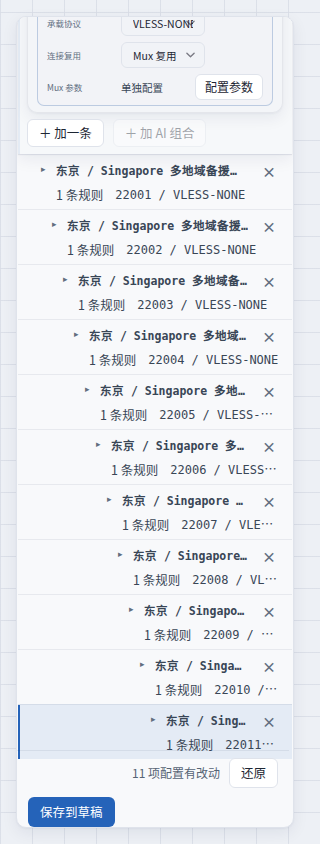 承载协议 VLESS-NONE
连接复用 Mux 复用
Mux 参数 单独配置 配置参数
+ 加一条 + 加 AI 组合
▸ 东京 / Singapore 多地域备援… ×
1 条规则 22001 / VLESS-NONE
▸ 东京 / Singapore 多地域备援… ×
1 条规则 22002 / VLESS-NONE
▸ 东京 / Singapore 多地域备… ×
1 条规则 22003 / VLESS-NONE
▸ 东京 / Singapore 多地域… ×
1 条规则 22004 / VLESS-NONE
▸ 东京 / Singapore 多地… ×
1 条规则 22005 / VLESS-…
▸ 东京 / Singapore 多… ×
1 条规则 22006 / VLESS…
▸ 东京 / Singapore … ×
1 条规则 22007 / VLE…
▸ 东京 / Singapore… ×
1 条规则 22008 / VL…
▸ 东京 / Singapo… ×
1 条规则 22009 / …
▸ 东京 / Singa… ×
1 条规则 22010 /…
▸ 东京 / Sing… ×
1 条规则 22011…
11 项配置有改动 还原
保存到草稿